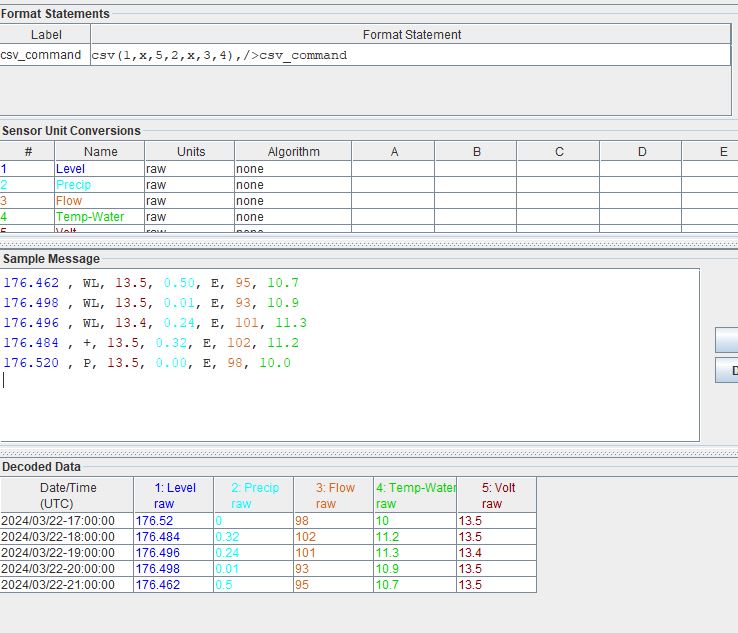 Format Statements
Label Format Statement
csv_command csv(1,x,5,2,x,3,4),/>csv_command
Sensor Unit Conversions
# Name Units Algorithm A B C D E
1 Level raw none
2 Precip raw none
3 Flow raw none
4 Temp-Water raw none
5 Volt raw none
Sample Message
176.462 , WL, 13.5, 0.50, E, 95, 10.7
176.498 , WL, 13.5, 0.01, E, 93, 10.9
176.496 , WL, 13.4, 0.24, E, 101, 11.3
176.484 , +, 13.5, 0.32, E, 102, 11.2
176.520 , P, 13.5, 0.00, E, 98, 10.0
D
Decoded Data
Date/Time 1: Level 2: Precip 3: Flow 4: Temp-Water 5: Volt
(UTC) raw raw raw raw raw
2024/03/22-17:00:00 176.52 0 98 10 13.5
2024/03/22-18:00:00 176.484 0.32 102 11.2 13.5
2024/03/22-19:00:00 176.496 0.24 101 11.3 13.4
2024/03/22-20:00:00 176.498 0.01 93 10.9 13.5
2024/03/22-21:00:00 176.462 0.5 95 10.7 13.5